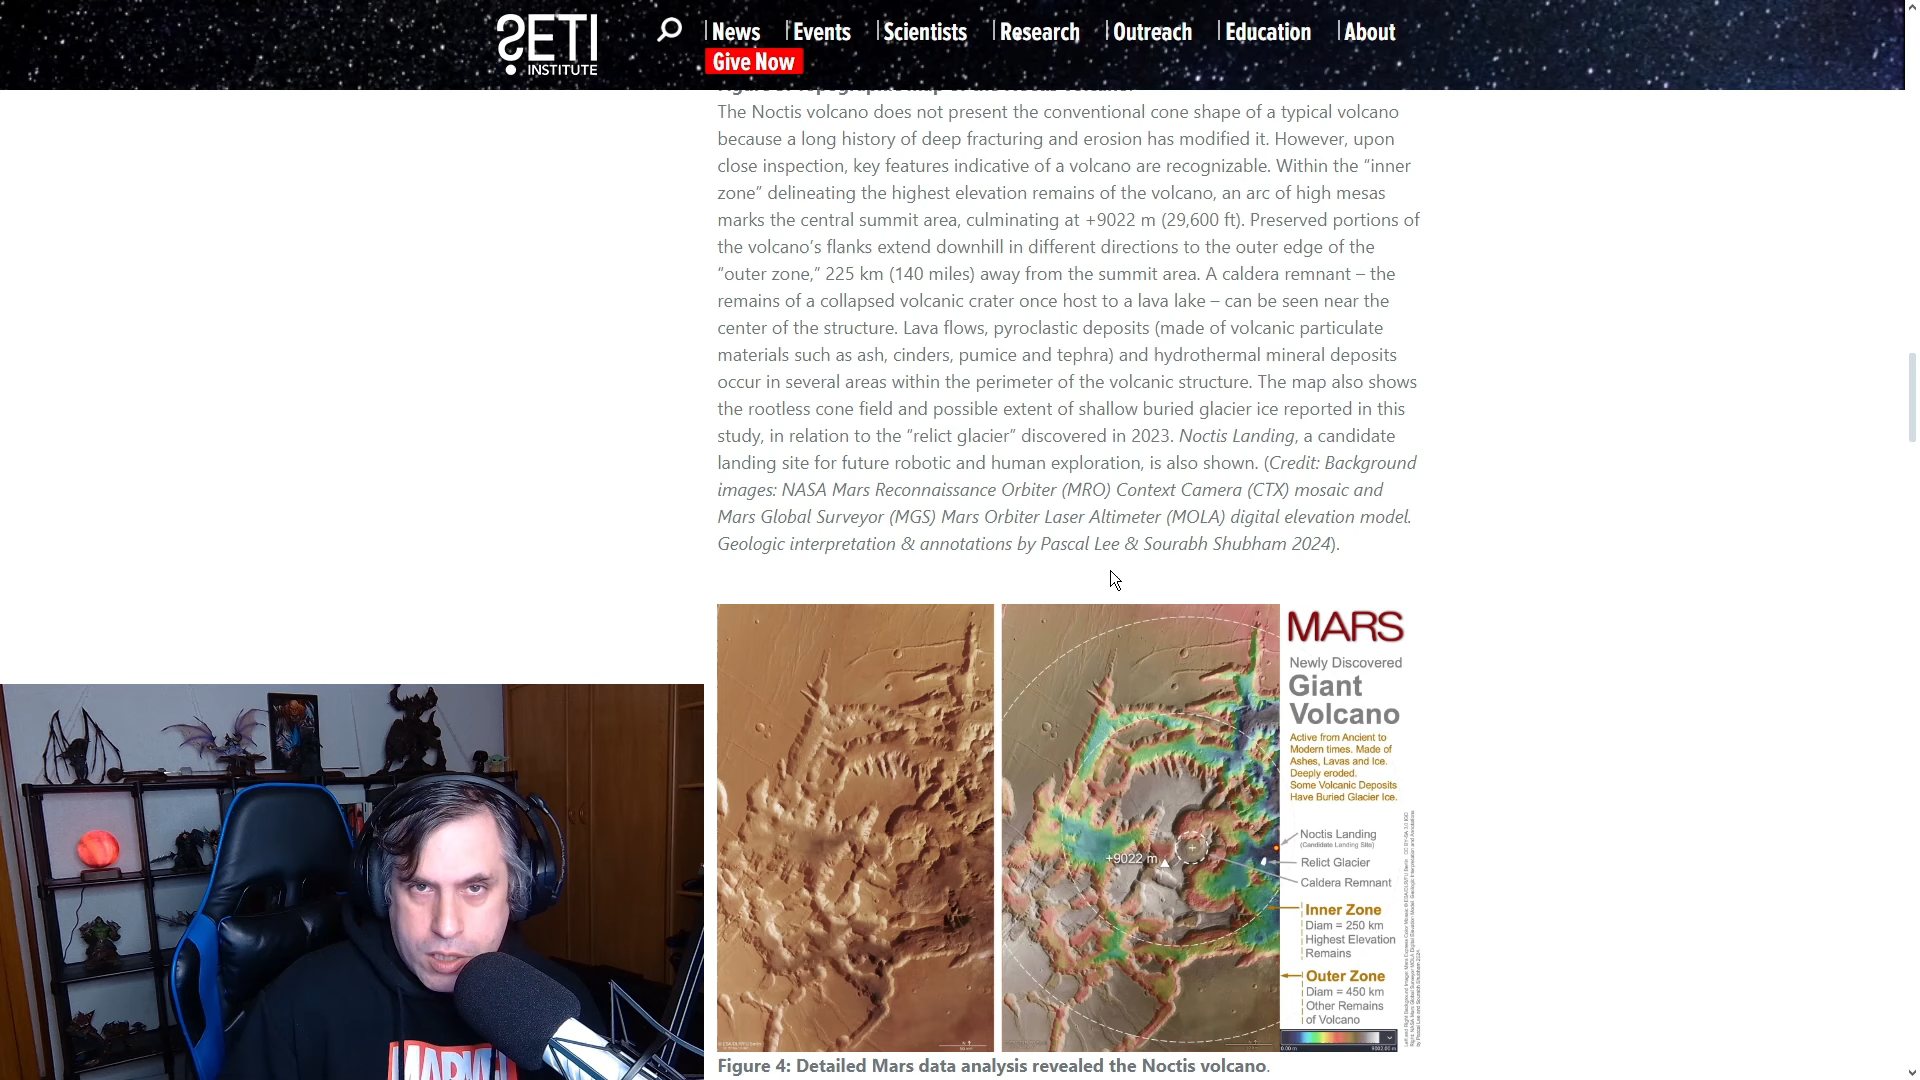 SETI
INSTITUTE
News
Events
Scientists
Research
Outreach
Education
About
Give Now
The Noctis volcano does not present the conventional cone shape of a typical volcano
because a long history of deep fracturing and erosion has modified it. However, upon
close inspection, key features indicative of a volcano are recognizable. Within the “inner
zone” delineating the highest elevation remains of the volcano, an arc of high mesas
marks the central summit area, culminating at +9022 m (29,600 ft). Preserved portions of
the volcano’s flanks extend downhill in different directions to the outer edge of the
“outer zone,” 225 km (140 miles) away from the summit area. A caldera remnant – the
remains of a collapsed volcanic crater once host to a lava lake – can be seen near the
center of the structure. Lava flows, pyroclastic deposits (made of volcanic particulate
materials such as ash, cinders, pumice and tephra) and hydrothermal mineral deposits
occur in several areas within the perimeter of the volcanic structure. The map also shows
the rootless cone field and possible extent of shallow buried glacier ice reported in this
study, in relation to the “relict glacier” discovered in 2023. Noctis Landing, a candidate
landing site for future robotic and human exploration, is also shown. (Credit: Background
images: NASA Mars Reconnaissance Orbiter (MRO) Context Camera (CTX) mosaic and
Mars Global Surveyor (MGS) Mars Orbiter Laser Altimeter (MOLA) digital elevation model.
Geologic interpretation & annotations by Pascal Lee & Sourabh Shubham 2024).
+9022 m
MARS
Newly Discovered
Giant
Volcano
Active from Ancient to
Modern times. Made of
Ashes, Lavas and Ice.
Deeply eroded.
Some Volcanic Deposits
Have Buried Glacier Ice.
Noctis Landing
(Candidate Landing Site)
Relict Glacier
Caldera Remnant
Inner Zone
Diam = 250 km
Highest Elevation
Remains
Outer Zone
Diam = 450 km
Other Remains
of Volcano
Figure 4: Detailed Mars data analysis revealed the Noctis volcano.